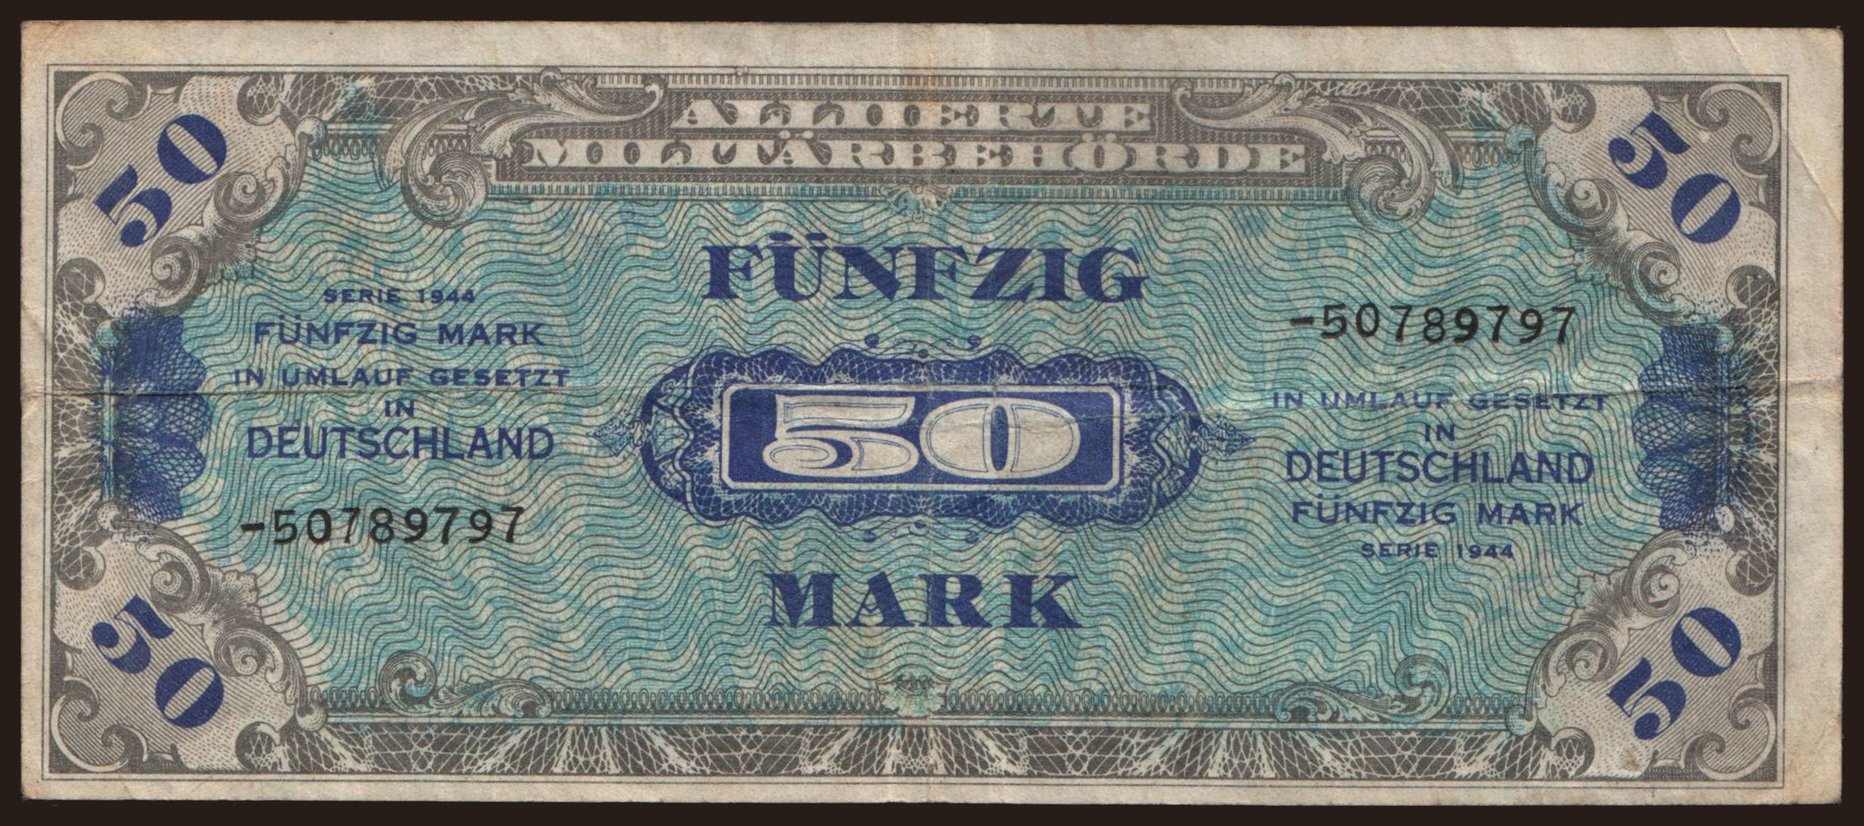 50
ALLIIERTE
MILITÄRBEHÖRDE
50
FÜNFZIG
SERIE 1944
FÜNFZIG MARK
IN UMLAUF GESETZT
IN
DEUTSCHLAND
-50789797
50
-50789797
IN UMLAUF GESETZT
IN
DEUTSCHLAND
FÜNFZIG MARK
SERIE 1944
MARK
50
50